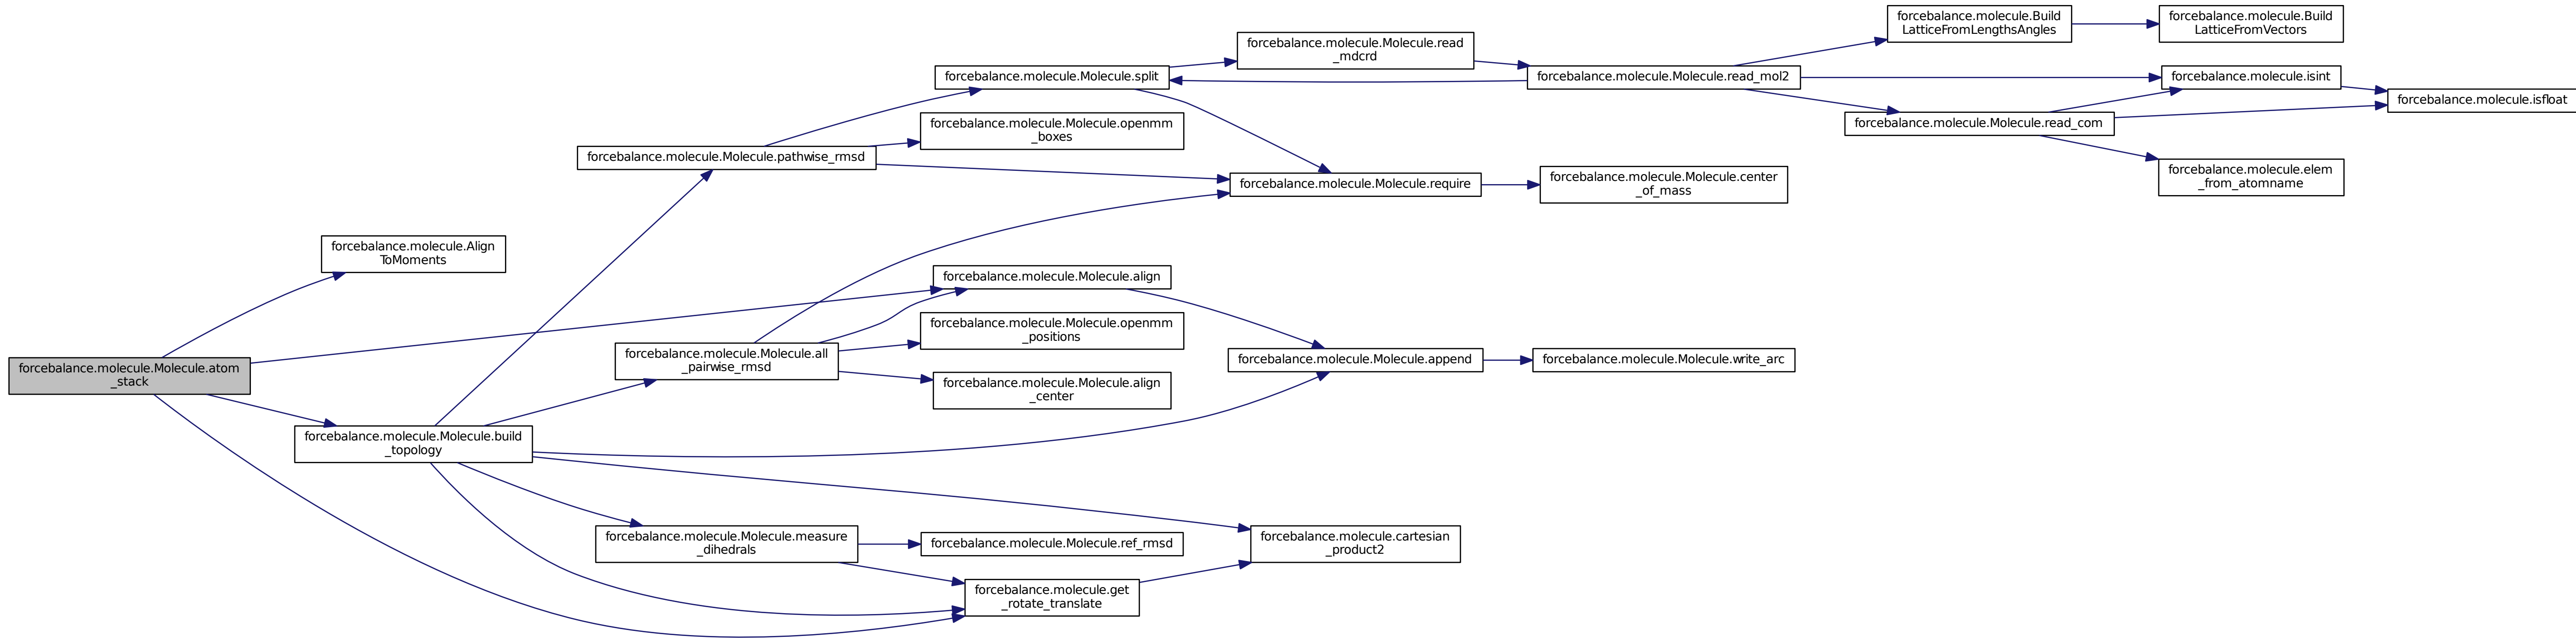 forcebalance.molecule.Molecule.atom
_stack
forcebalance.molecule.Align
ToMoments
forcebalance.molecule.Molecule.build
_topology
forcebalance.molecule.Molecule.pathwise_rmsd
forcebalance.molecule.Molecule.all
_pairwise_rmsd
forcebalance.molecule.Molecule.measure
_dihedrals
forcebalance.molecule.Molecule.split
forcebalance.molecule.Molecule.openmm
_boxes
forcebalance.molecule.Molecule.align
forcebalance.molecule.Molecule.openmm
_positions
forcebalance.molecule.Molecule.align
_center
forcebalance.molecule.Molecule.ref_rmsd
forcebalance.molecule.get
_rotate_translate
forcebalance.molecule.Molecule.read
_mdcrd
forcebalance.molecule.Molecule.require
forcebalance.molecule.Molecule.append
forcebalance.molecule.cartesian
_product2
forcebalance.molecule.Molecule.read_mol2
forcebalance.molecule.Molecule.center
_of_mass
forcebalance.molecule.Molecule.write_arc
forcebalance.molecule.Build
LatticeFromLengthsAngles
forcebalance.molecule.Molecule.read_com
forcebalance.molecule.Build
LatticeFromVectors
forcebalance.molecule.isint
forcebalance.molecule.elem
_from_atomname
forcebalance.molecule.isfloat